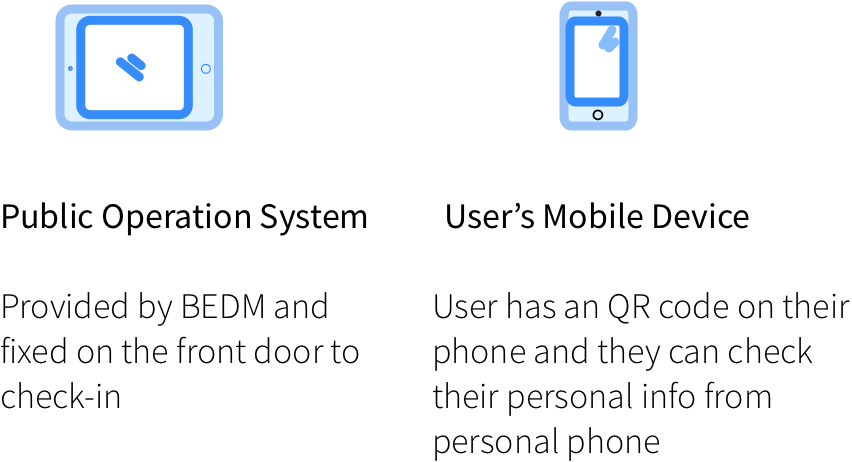 Public Operation System
Provided by BEDM and
fixed on the front door to
check-in
User’s Mobile Device
User has an QR code on their
phone and they can check
their personal info from
personal phone